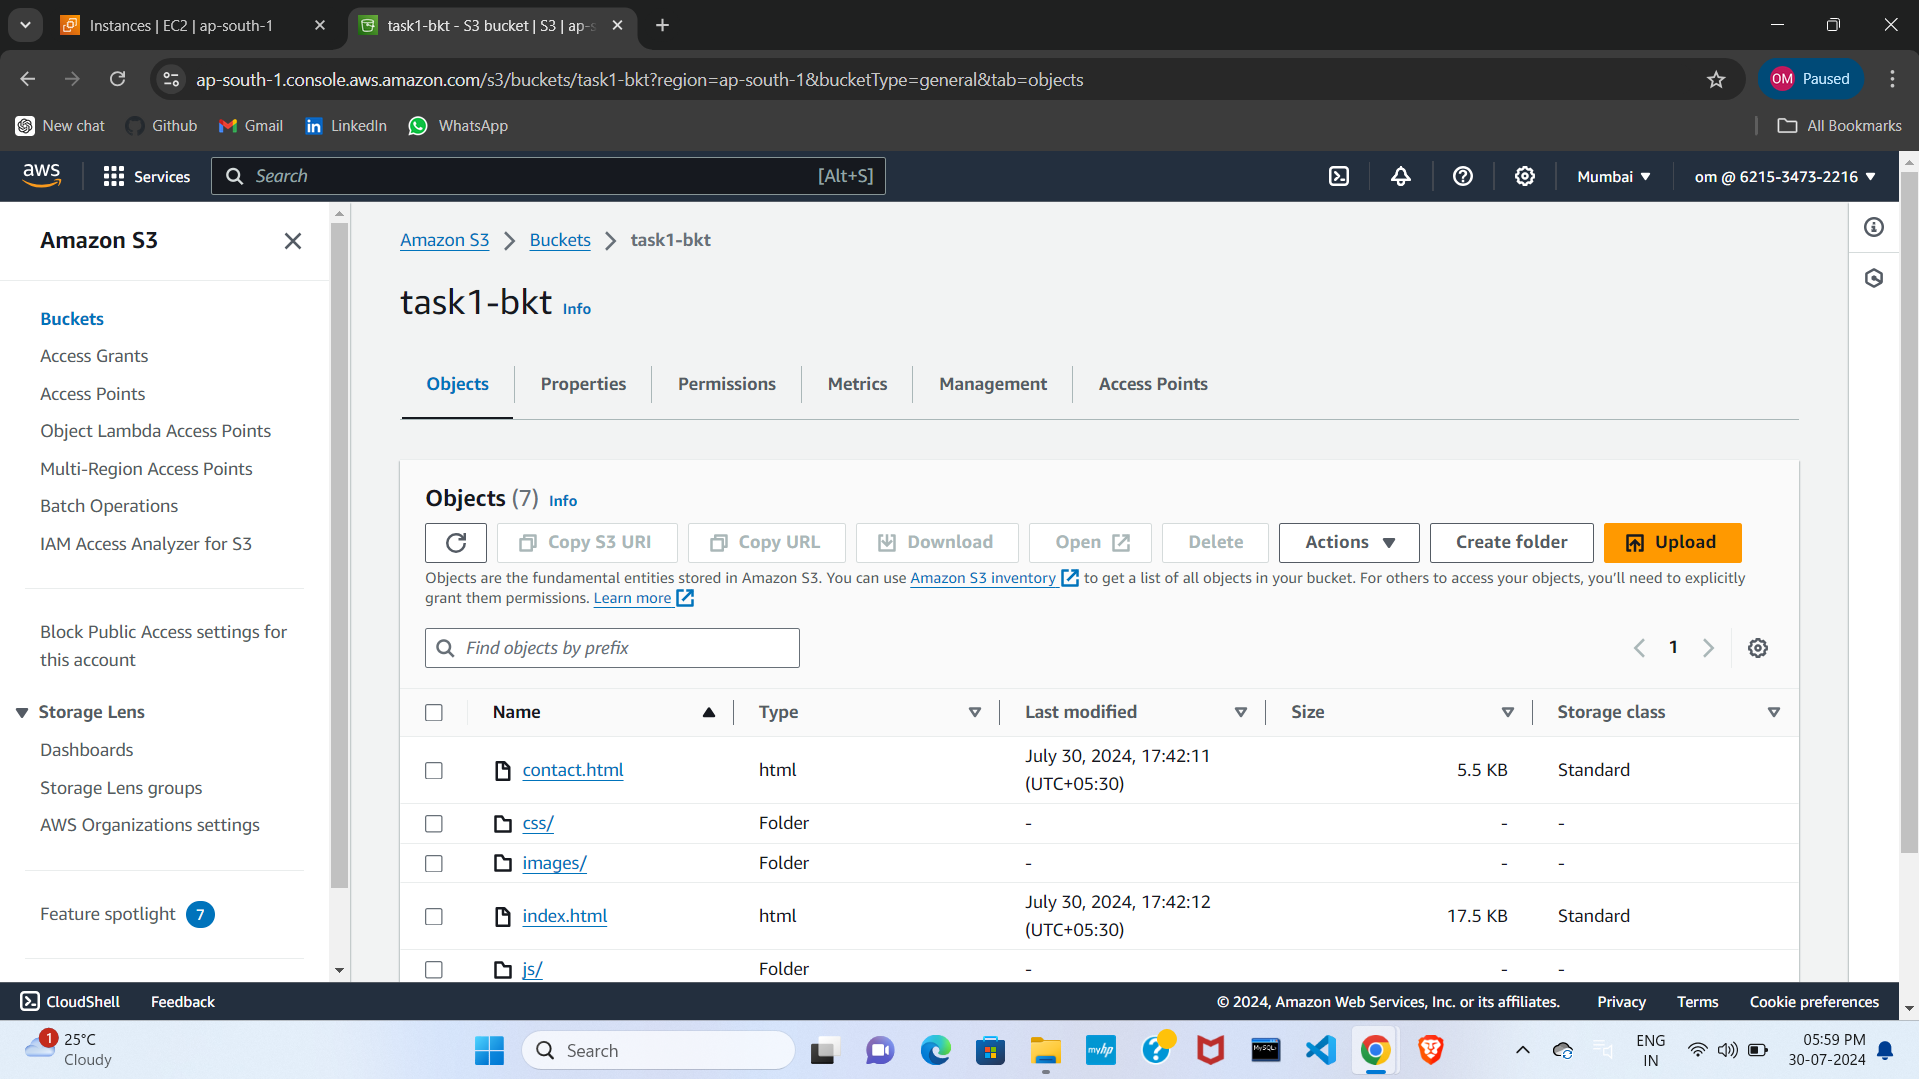 Instances | EC2 | ap-south-1
task1-bkt - S3 bucket | S3 | ap-s
ap-south-1.console.aws.amazon.com/s3/buckets/task1-bkt?region=ap-south-1&bucketType=general&tab=objects
OM Paused
New chat
Github
Gmail
LinkedIn
WhatsApp
All Bookmarks
aws
Services
Search
[Alt+S]
Mumbai
om @ 6215-3473-2216
Amazon S3
Buckets
Access Grants
Access Points
Object Lambda Access Points
Multi-Region Access Points
Batch Operations
IAM Access Analyzer for S3
Block Public Access settings for
this account
Storage Lens
Dashboards
Storage Lens groups
AWS Organizations settings
Feature spotlight 7
Amazon S3 > Buckets > task1-bkt
task1-bkt Info
Objects
Properties
Permissions
Metrics
Management
Access Points
Objects (7) Info
Copy S3 URI
Copy URL
Download
Open
Delete
Actions
Create folder
Upload
Objects are the fundamental entities stored in Amazon S3. You can use Amazon S3 inventory to get a list of all objects in your bucket. For others to access your objects, you'll need to explicitly
grant them permissions. Learn more
Find objects by prefix
1
Name Type Last modified Size Storage class
contact.html html July 30, 2024, 17:42:11 5.5 KB Standard
(UTC+05:30)
css/ Folder - - -
images/ Folder - - -
index.html html July 30, 2024, 17:42:12 17.5 KB Standard
(UTC+05:30)
js/ Folder - - -
CloudShell
Feedback
© 2024, Amazon Web Services, Inc. or its affiliates.
Privacy
Terms
Cookie preferences
1
25°C
Cloudy
Search
myhp
MySQL
ENG
IN
05:59 PM
30-07-2024